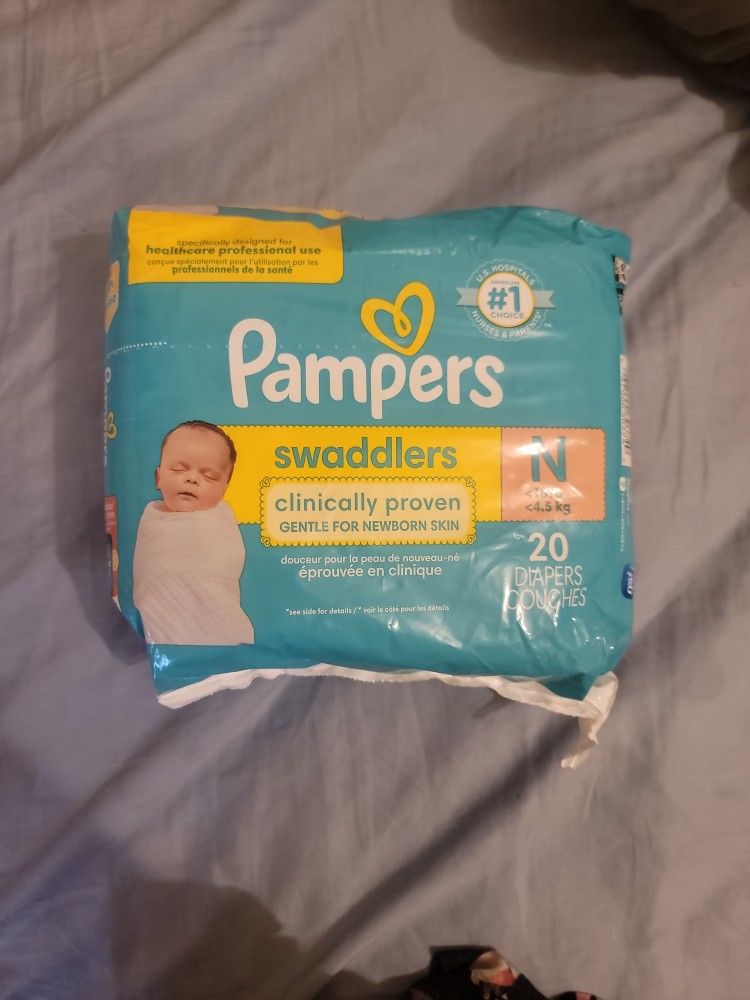 specifically designed for
healthcare professional use
conçue spécialement pour l'utilisation par les
professionnels de la santé
U.S. HOSPITALS
SWADDLERS
#1
CHOICE
NURSES & PARENTS
Pampers
swaddlers
N
clinically proven
GENTLE FOR NEWBORN SKIN
<4.5 kg
douceur pour la peau de nouveau-né
éprouvée en clinique
20
DIAPERS
COUCHES
*see side for details / * voir le côté pour les détails